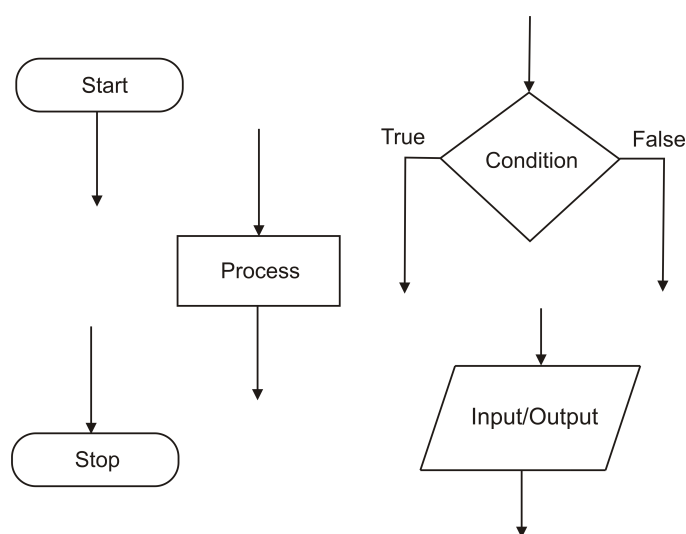 Start
True
False
Condition
Process
Input/Output
Stop